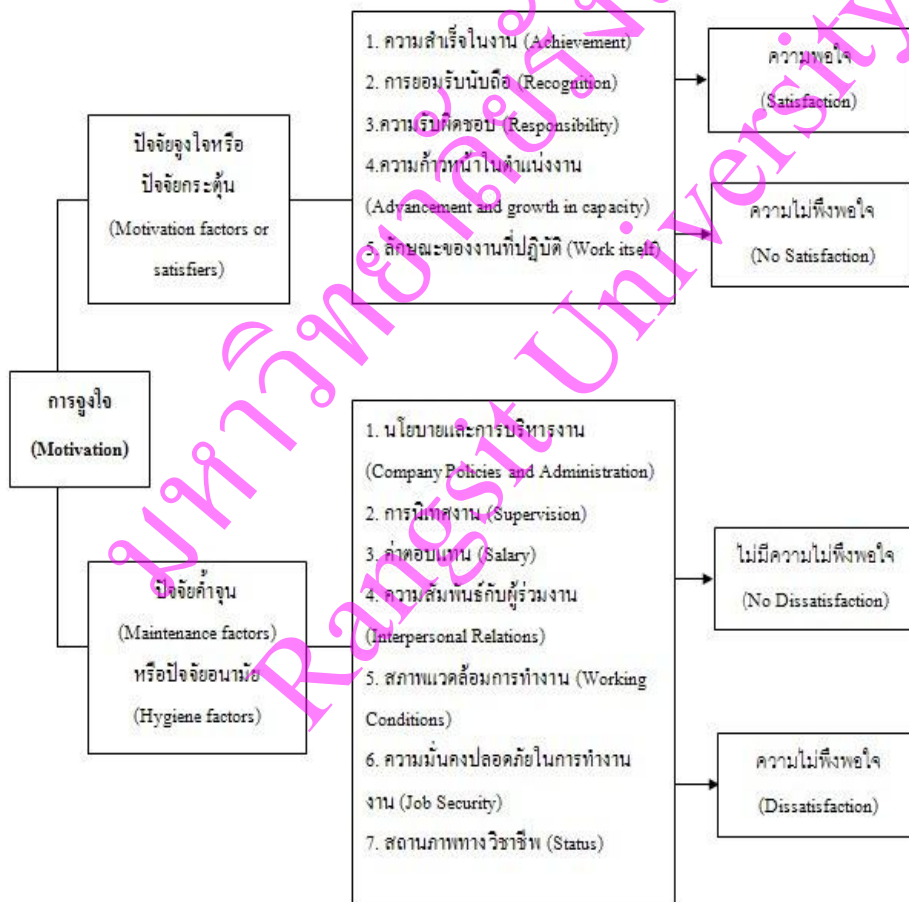 การจูงใจ
(Motivation)
ปัจจัยจูงใจหรือ
ปัจจัยกระตุ้น
(Motivation factors or
satisfiers)
1. ความสำเร็จในงาน (Achievement)
2. การยอมรับนับถือ (Recognition)
3.ความรับผิดชอบ (Responsibility)
4.ความก้าวหน้าในตำแหน่งงาน
(Advancement and growth in capacity)
5. ลักษณะของงานที่ปฏิบัติ (Work itself)
ความพอใจ
(Satisfaction)
ความไม่พึงพอใจ
(No Satisfaction)
ปัจจัยค้ำจุน
(Maintenance factors)
หรือปัจจัยอนามัย
(Hygiene factors)
1. นโยบายและการบริหารงาน
(Company Policies and Administration)
2. การนิเทศงาน (Supervision)
3. ค่าตอบแทน (Salary)
4. ความสัมพันธ์กับผู้ร่วมงาน
(Interpersonal Relations)
5. สภาพแวดล้อมการทำงาน (Working
Conditions)
6. ความมั่นคงปลอดภัยในการทำงาน
งาน (Job Security)
7. สถานภาพทางวิชาชีพ (Status)
ไม่มีความไม่พึงพอใจ
(No Dissatisfaction)
ความไม่พึงพอใจ
(Dissatisfaction)
มหาวิทยาลัยรังสิต
Rangsit University